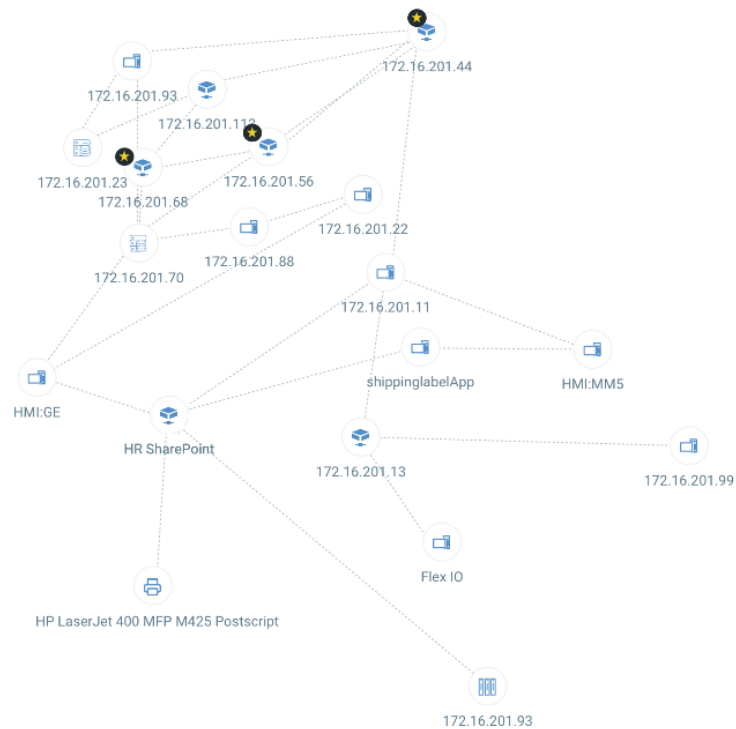 172.16.201.44
172.16.201.93
172.16.201.112
172.16.201.23
172.16.201.56
172.16.201.68
172.16.201.22
172.16.201.88
172.16.201.70
172.16.201.11
shippinglabelApp
HMI:MM5
HMI:GE
HR SharePoint
172.16.201.13
172.16.201.99
Flex IO
HP LaserJet 400 MFP M425 Postscript
172.16.201.93